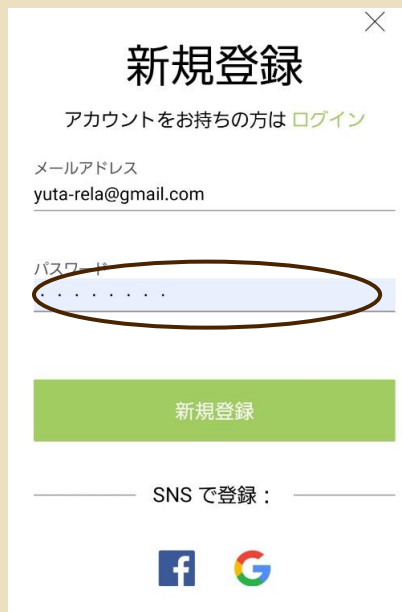 新規登録
アカウントをお持ちの方は ログイン
メールアドレス
yuta-rela@gmail.com
パスワード
・・・・・・・・
新規登録
SNS で登録：